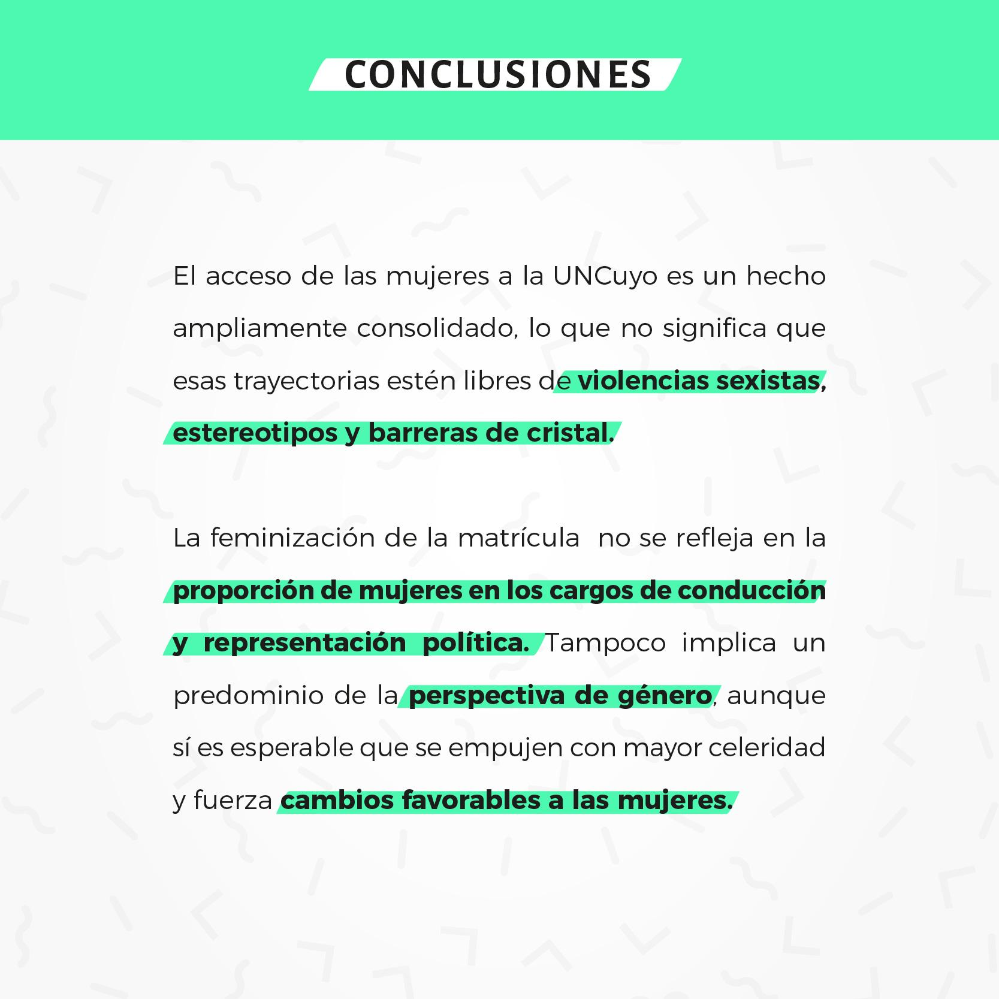 CONCLUSIONES
El acceso de las mujeres a la UNCuyo es un hecho
ampliamente consolidado, lo que no significa que
esas trayectorias estén libres de violencias sexistas,
estereotipos y barreras de cristal.
La feminización de la matrícula no se refleja en la
proporción de mujeres en los cargos de conducción
y representación política. Tampoco implica un
predominio de la perspectiva de género, aunque
sí es esperable que se empujen con mayor celeridad
y fuerza cambios favorables a las mujeres.